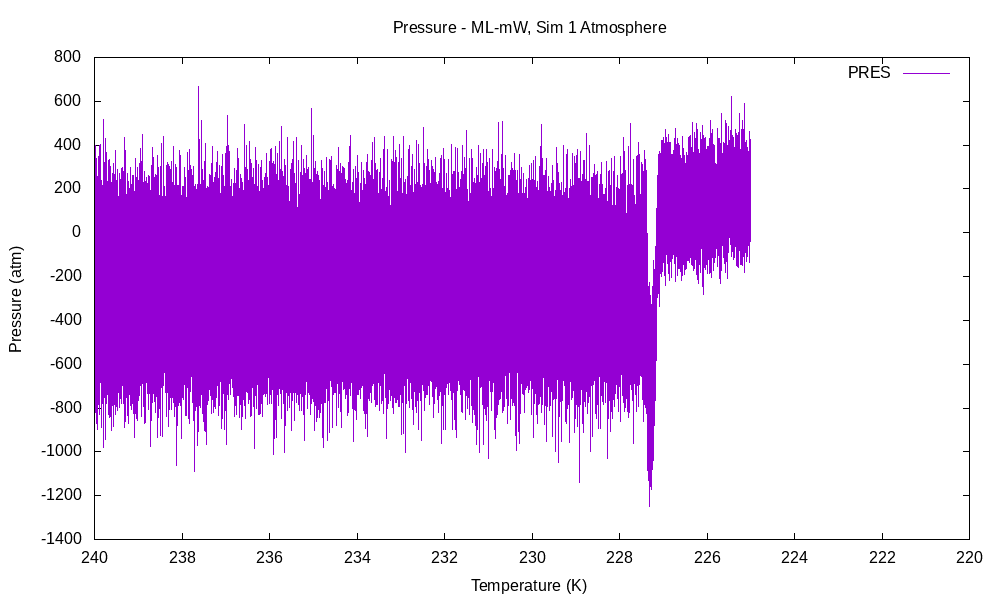 Pressure - ML-mW, Sim 1 Atmosphere
PRES
800
600
400
200
0
-200
-400
-600
-800
-1000
-1200
-1400
Pressure (atm)
240 238 236 234 232 230 228 226 224 222 220
Temperature (K)